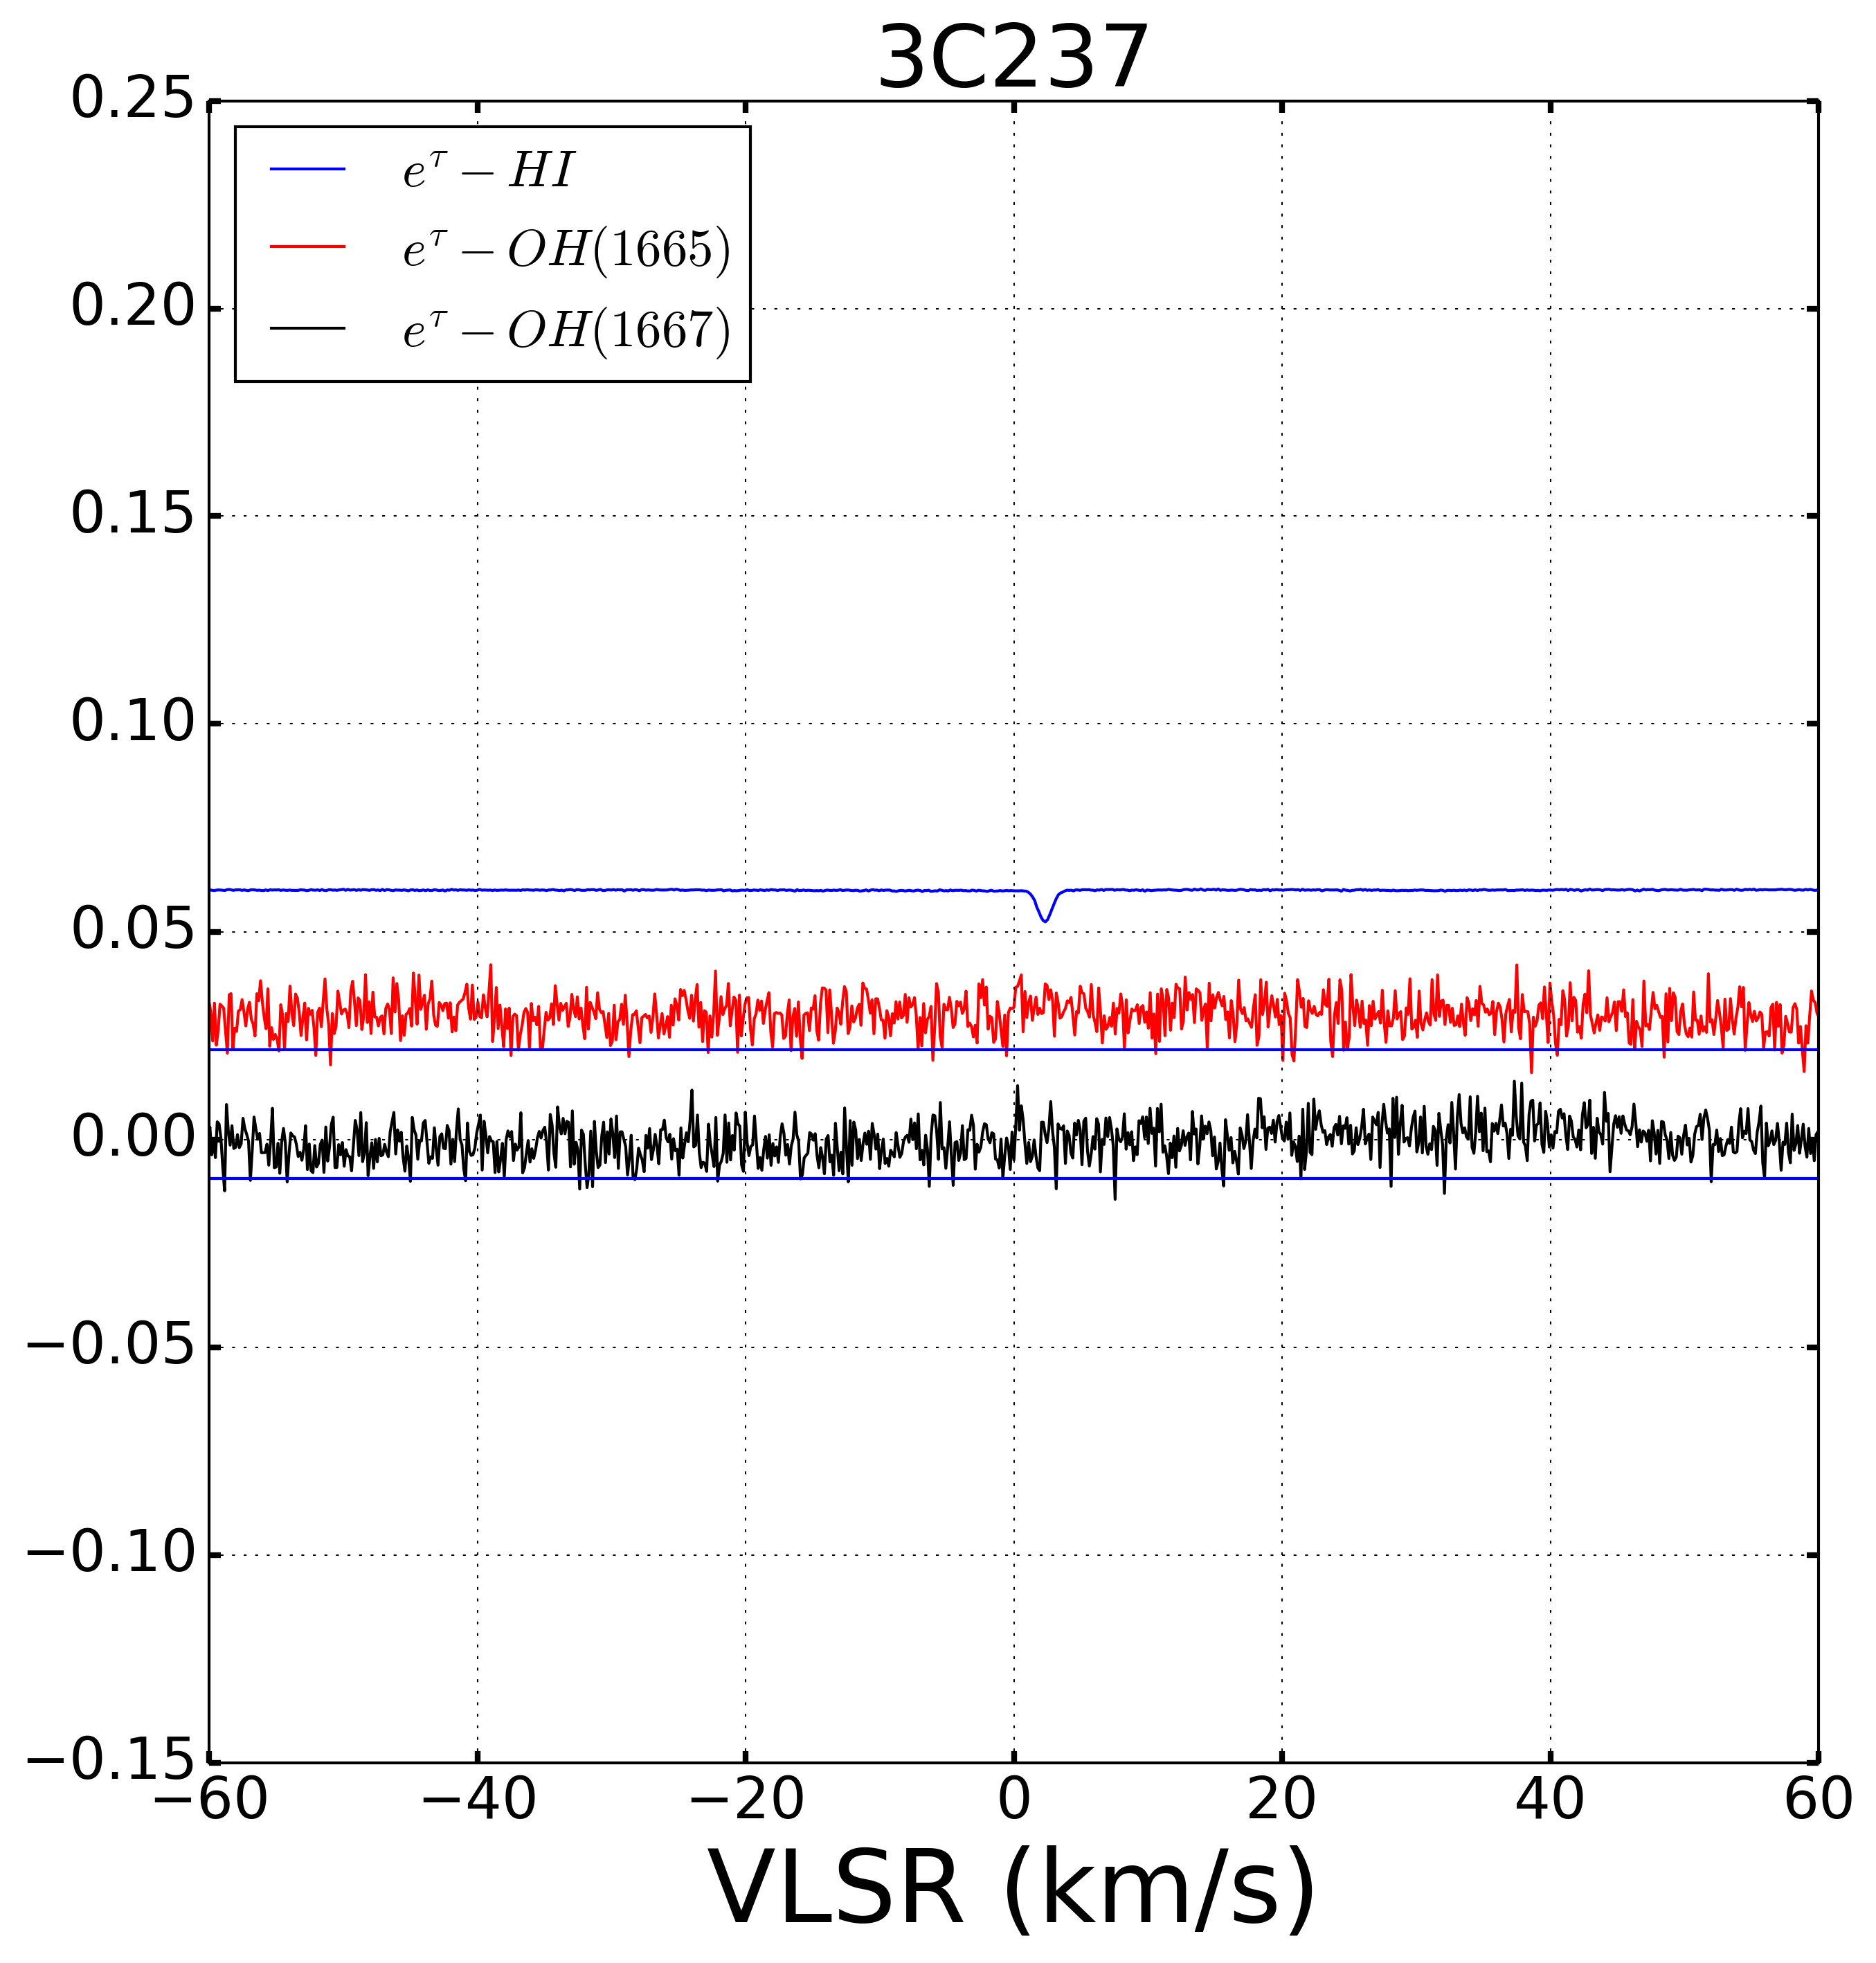 3C237
0.25
0.20
0.15
0.10
0.05
0.00
−0.05
−0.10
−0.15
e^τ − HI
e^τ − OH(1665)
e^τ − OH(1667)
−60 −40 −20 0 20 40 60
VLSR (km/s)